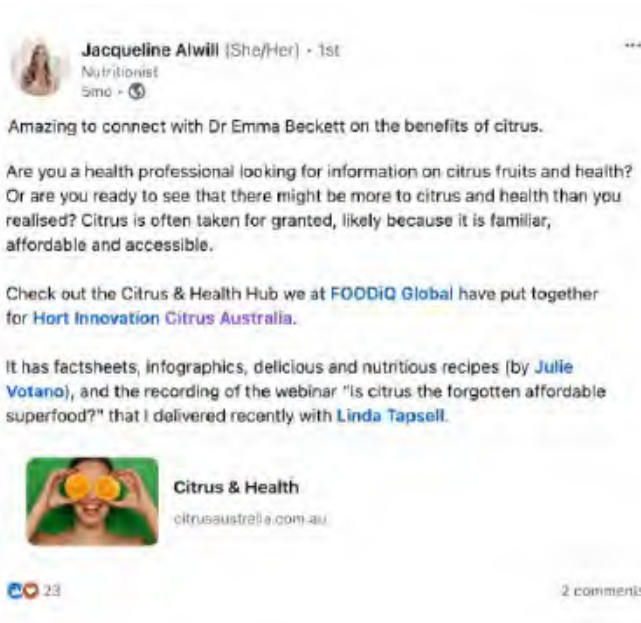 Jacqueline Alwill (She/Her) • 1st
Nutritionist
5mo •
Amazing to connect with Dr Emma Beckett on the benefits of citrus.
Are you a health professional looking for information on citrus fruits and health?
Or are you ready to see that there might be more to citrus and health than you
realised? Citrus is often taken for granted, likely because it is familiar,
affordable and accessible.
Check out the Citrus & Health Hub we at FOODiQ Global have put together
for Hort Innovation Citrus Australia.
It has factsheets, infographics, delicious and nutritious recipes (by Julie
Votano), and the recording of the webinar "Is citrus the forgotten affordable
superfood?" that I delivered recently with Linda Tapsell.
Citrus & Health
citrusaustralia.com.au
23
2 comments